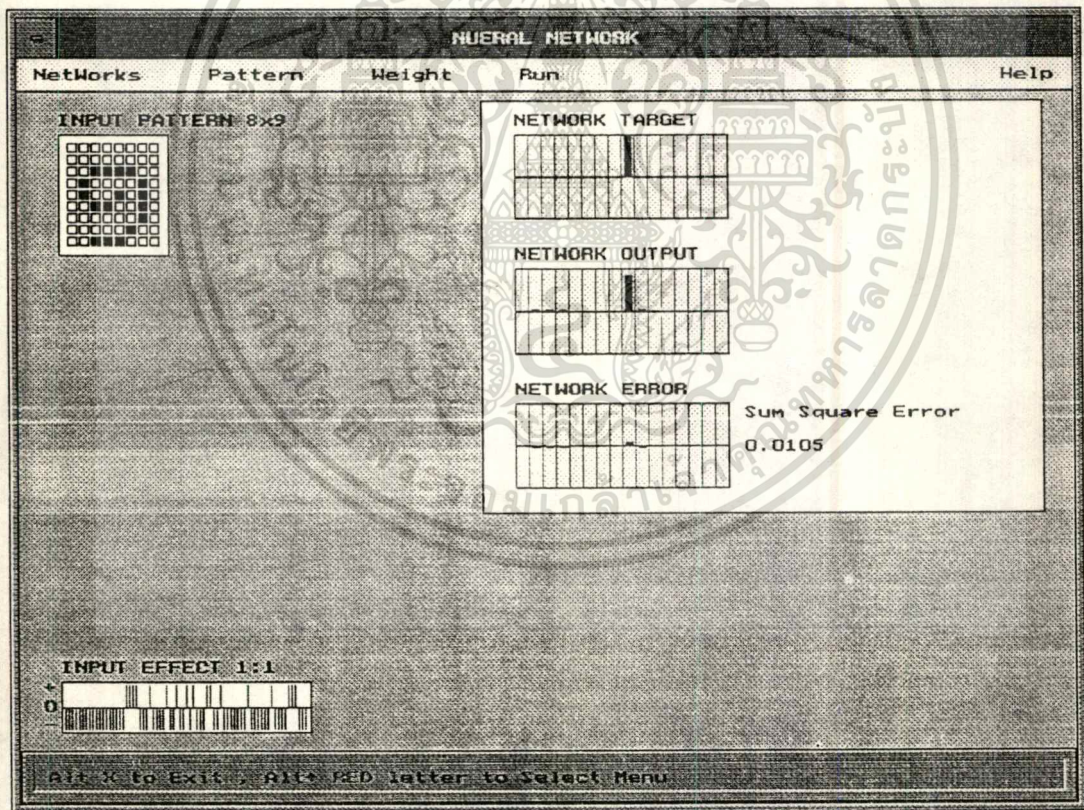 NUERAL NETWORK
NetWorks Pattern Weight Run Help
INPUT PATTERN 8x9
NETWORK TARGET
NETWORK OUTPUT
NETWORK ERROR
Sum Square Error
0.0105
INPUT EFFECT 1:1
+
0
-
Alt-X to Exit , Alt+ RED letter to Select Menu